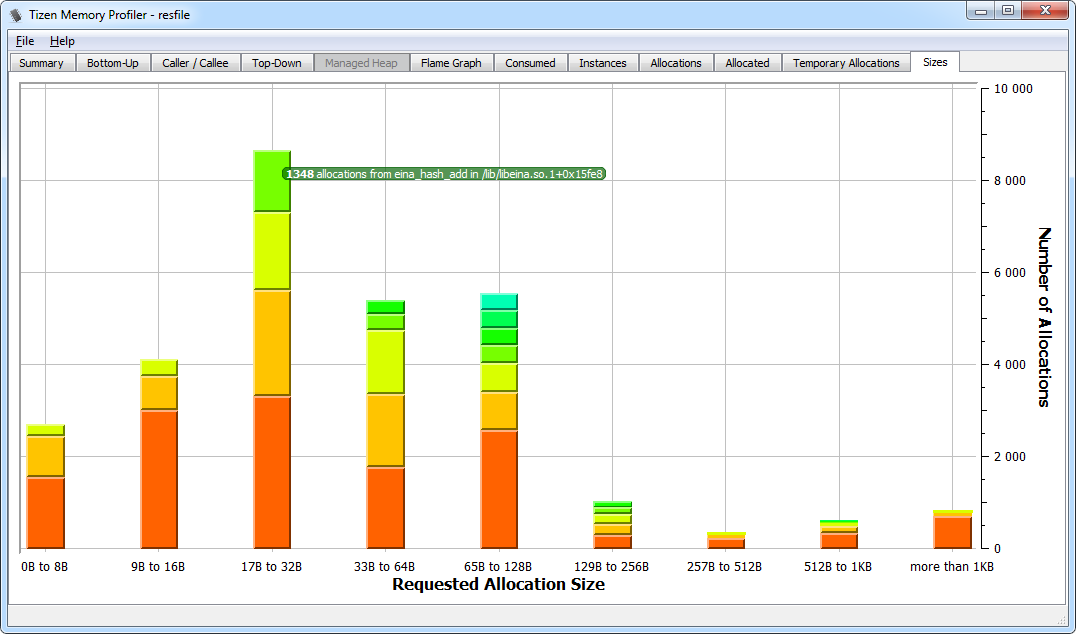 Tizen Memory Profiler - resfile
File Help
Summary Bottom-Up Caller / Callee Top-Down Managed Heap Flame Graph Consumed Instances Allocations Allocated Temporary Allocations Sizes
10 000
1348 allocations from eina_hash_add in /lib/libeina.so.1+0x15fe8
8 000
6 000
4 000
2 000
0
Number of Allocations
0B to 8B 9B to 16B 17B to 32B 33B to 64B 65B to 128B 129B to 256B 257B to 512B 512B to 1KB more than 1KB
Requested Allocation Size